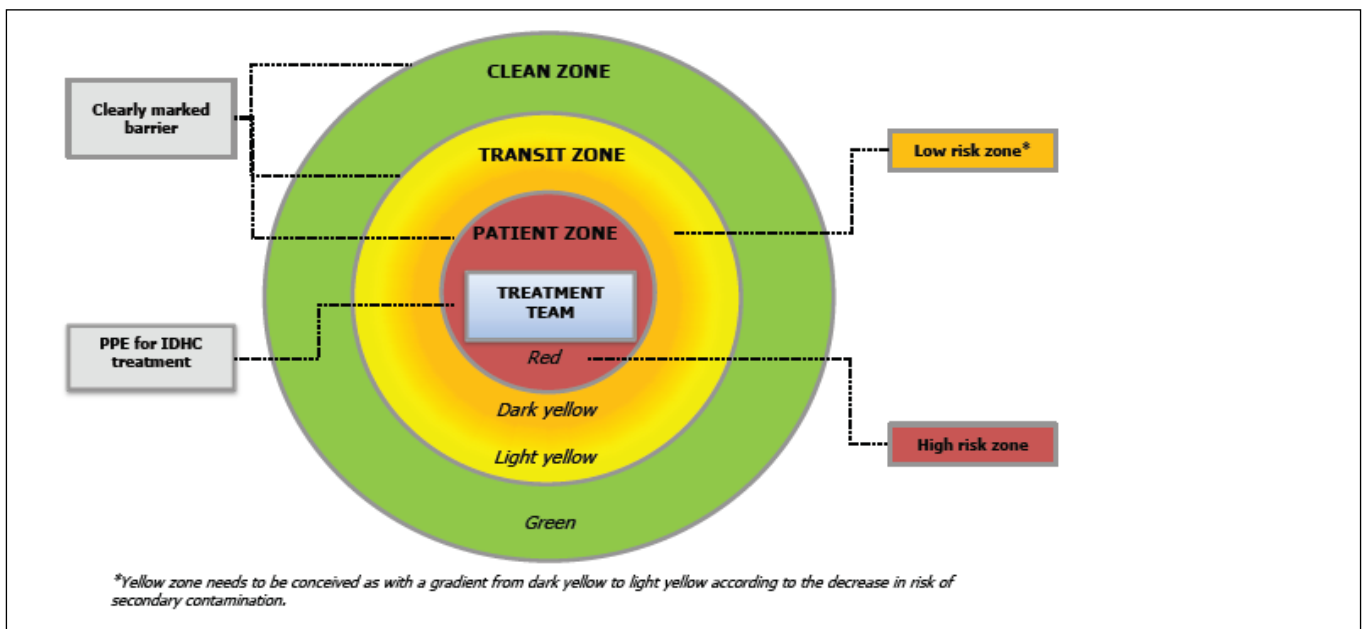 CLEAN ZONE
Clearly marked
barrier
TRANSIT ZONE
Low risk zone*
PATIENT ZONE
TREATMENT
TEAM
PPE for IDHC
treatment
Red
Dark yellow
High risk zone
Light yellow
Green
*Yellow zone needs to be conceived as with a gradient from dark yellow to light yellow according to the decrease in risk of
secondary contamination.